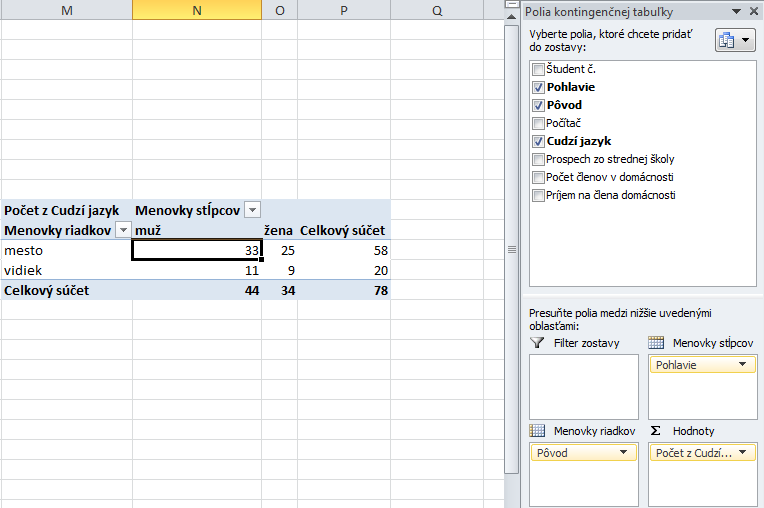 M N O P Q
Počet z Cudzí jazyk Menovky stĺpcov
Menovky riadkov muž žena Celkový súčet
mesto 33 25 58
vidiek 11 9 20
Celkový súčet 44 34 78
Polia kontingenčnej tabuľky
Vyberte polia, ktoré chcete pridať
do zostavy:
Študent č.
Pohlavie
Pôvod
Počítač
Cudzí jazyk
Prospech zo strednej školy
Počet členov v domácnosti
Príjem na člena domácnosti
Presuňte polia medzi nižšie uvedenými
oblasťami:
Filter zostavy
Menovky stĺpcov
Pohlavie
Menovky riadkov
Σ Hodnoty
Pôvod
Počet z Cudzí...